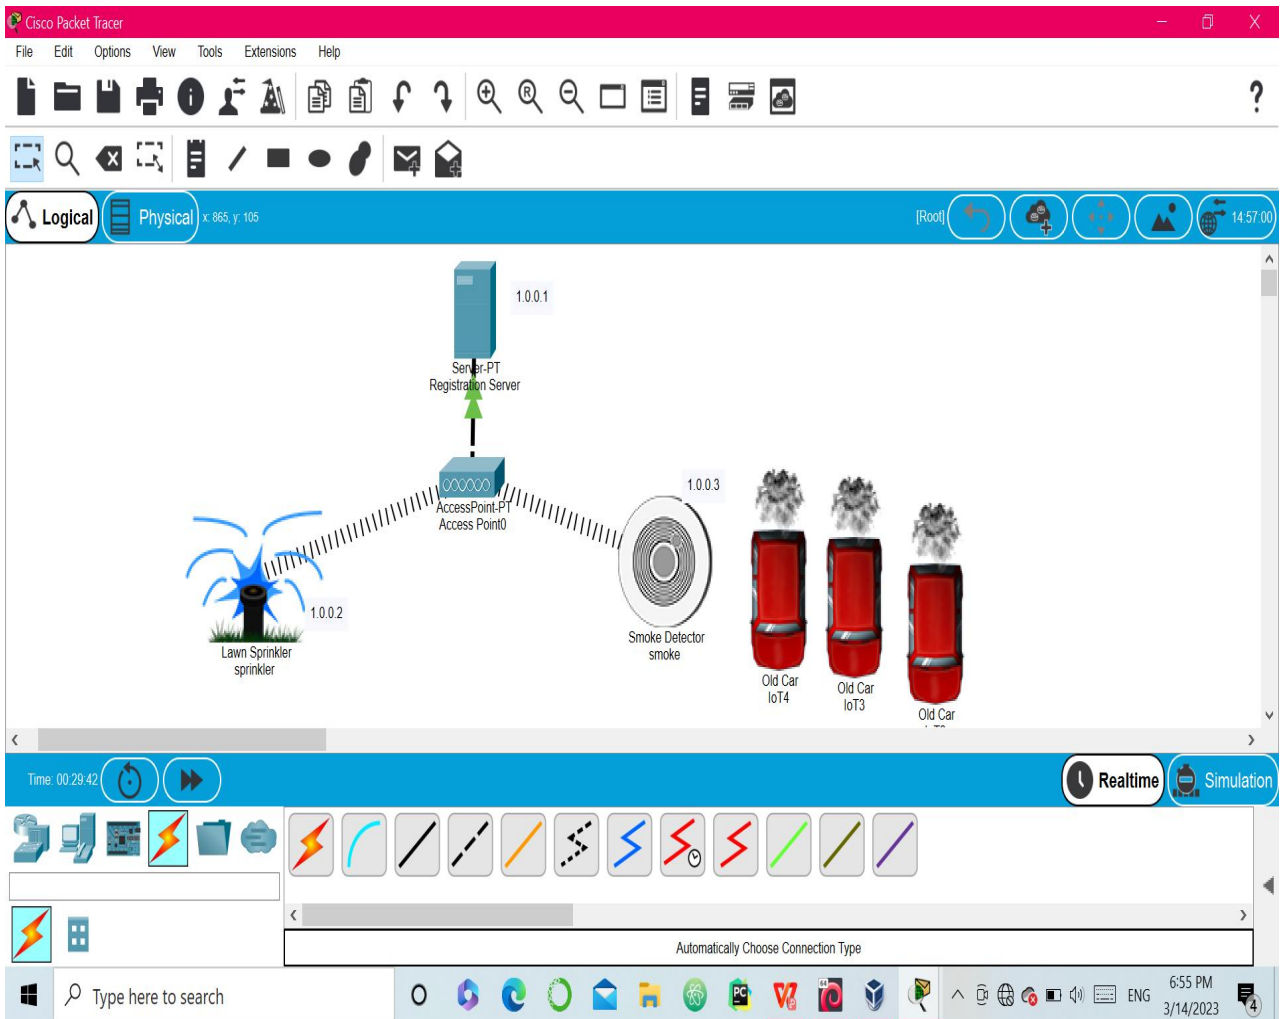 Cisco Packet Tracer
File Edit Options View Tools Extensions Help
Logical
Physical
x: 865, y: 105
[Root]
14:57:00
1.0.0.1
Server-PT
Registration Server
1.0.0.3
AccessPoint-PT
Access Point0
1.0.0.2
Lawn Sprinkler
sprinkler
Smoke Detector
smoke
Old Car
IoT4
Old Car
IoT3
Old Car
Time: 00:29:42
Realtime
Simulation
Automatically Choose Connection Type
Type here to search
ENG
6:55 PM
3/14/2023
4